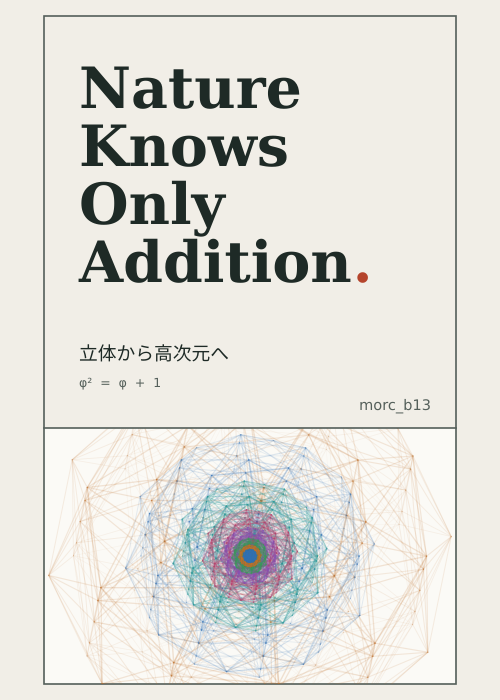 Nature
Knows
Only
Addition.
立体から高次元へ
φ² = φ + 1
morc_b13